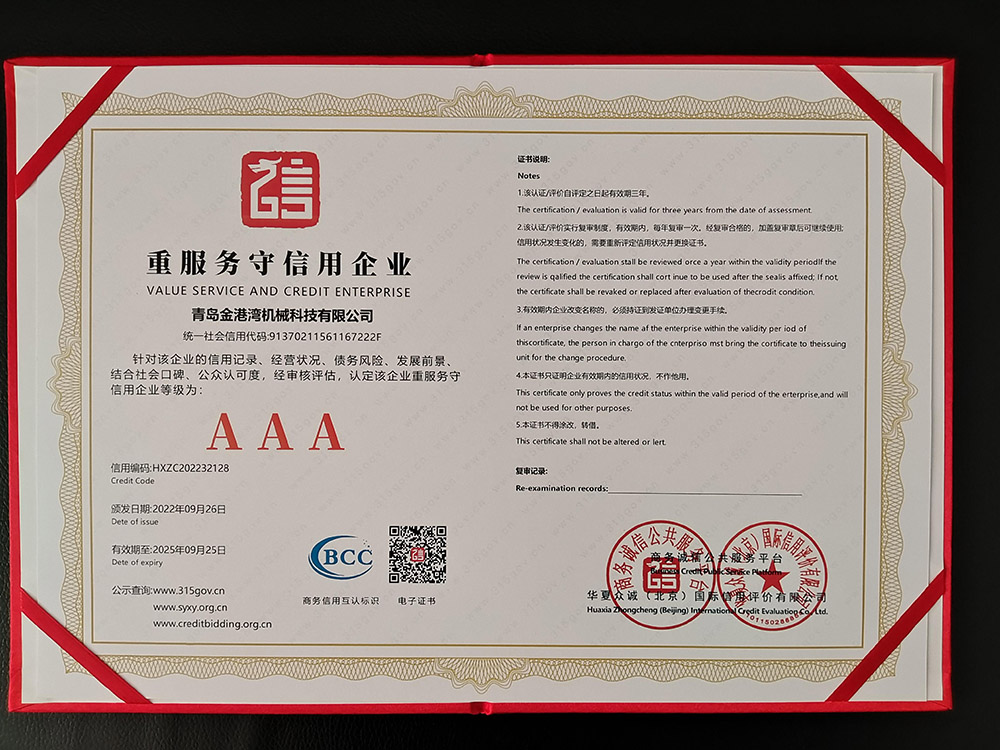 重服务守信用企业
VALUE SERVICE AND CREDIT ENTERPRISE
青岛金港湾机械科技有限公司
统一社会信用代码:91370211561167222F
针对该企业的信用记录、经营状况、债务风险、发展前景、
结合社会口碑、公众认可度，经审核评估，认定该企业重服务守
信用企业等级为：
AAA
信用编码:HXZC202232128
Credit Code
颁发日期:2022年09月26日
Dete of issue
有效期至:2025年09月25日
Date of expiry
公示查询:www.315gov.cn
www.syxy.org.cn
www.creditbidding.org.cn
BCC
商务信用互认标识
电子证书
证书说明:
Notes
1.该认证/评价自评定之日起有效期三年。
The certification / evaluation is valid for three years from the date of assessment.
2.该认证/评价实行复审制度，有效期内，每年复审一次。经复审合格的，加盖复审章后可继续使用;
信用状况发生变化的，需要重新评定信用状况并更换证书。
The certification / evaluation stall be reviewed orce a year within the validity periodIf the
review is qalified the certification shall cort inue to be used after the sealis affixed; If not,
the certificate shall be revaked or replaced after evaluation of thecrodit condition.
3.有效期内企业改变名称的，必须持证到发证单位办理变更手续。
If an enterprise changes the name af the enterprise within the validity per iod of
thiscortificate, the person in chargo of the cnterpriso mst bring the certificate to theissuing
unit for the change procedure.
4.本证书只证明企业有效期内的信用状况，不作他用。
This certificate only proves the credit status within the valid period of the erterprise,and will
not be used for other purposes.
5.本证书不得涂改，转借。
This certificate shall not be altered or lert.
复审记录:
Re-examination records:
商务诚信公共服务平台
Business Credit Public Service Platform
华夏众诚（北京）国际信用评价有限公司
Huaxia Zhongcheng (Beijing) International Credit Evaluation Co., Ltd.